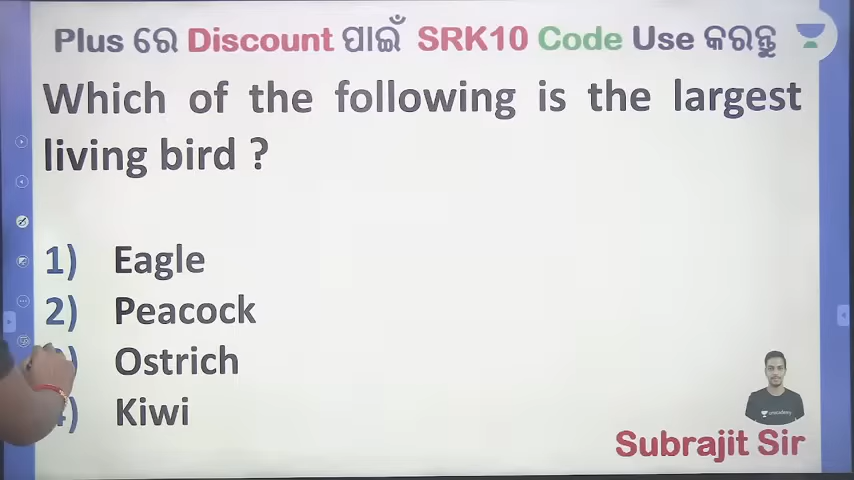 Plus ରେ Discount ପାଇଁ SRK10 Code Use କରନ୍ତୁ
Which of the following is the largest
living bird ?
1) Eagle
2) Peacock
) Ostrich
) Kiwi
unacademy
Subrajit Sir